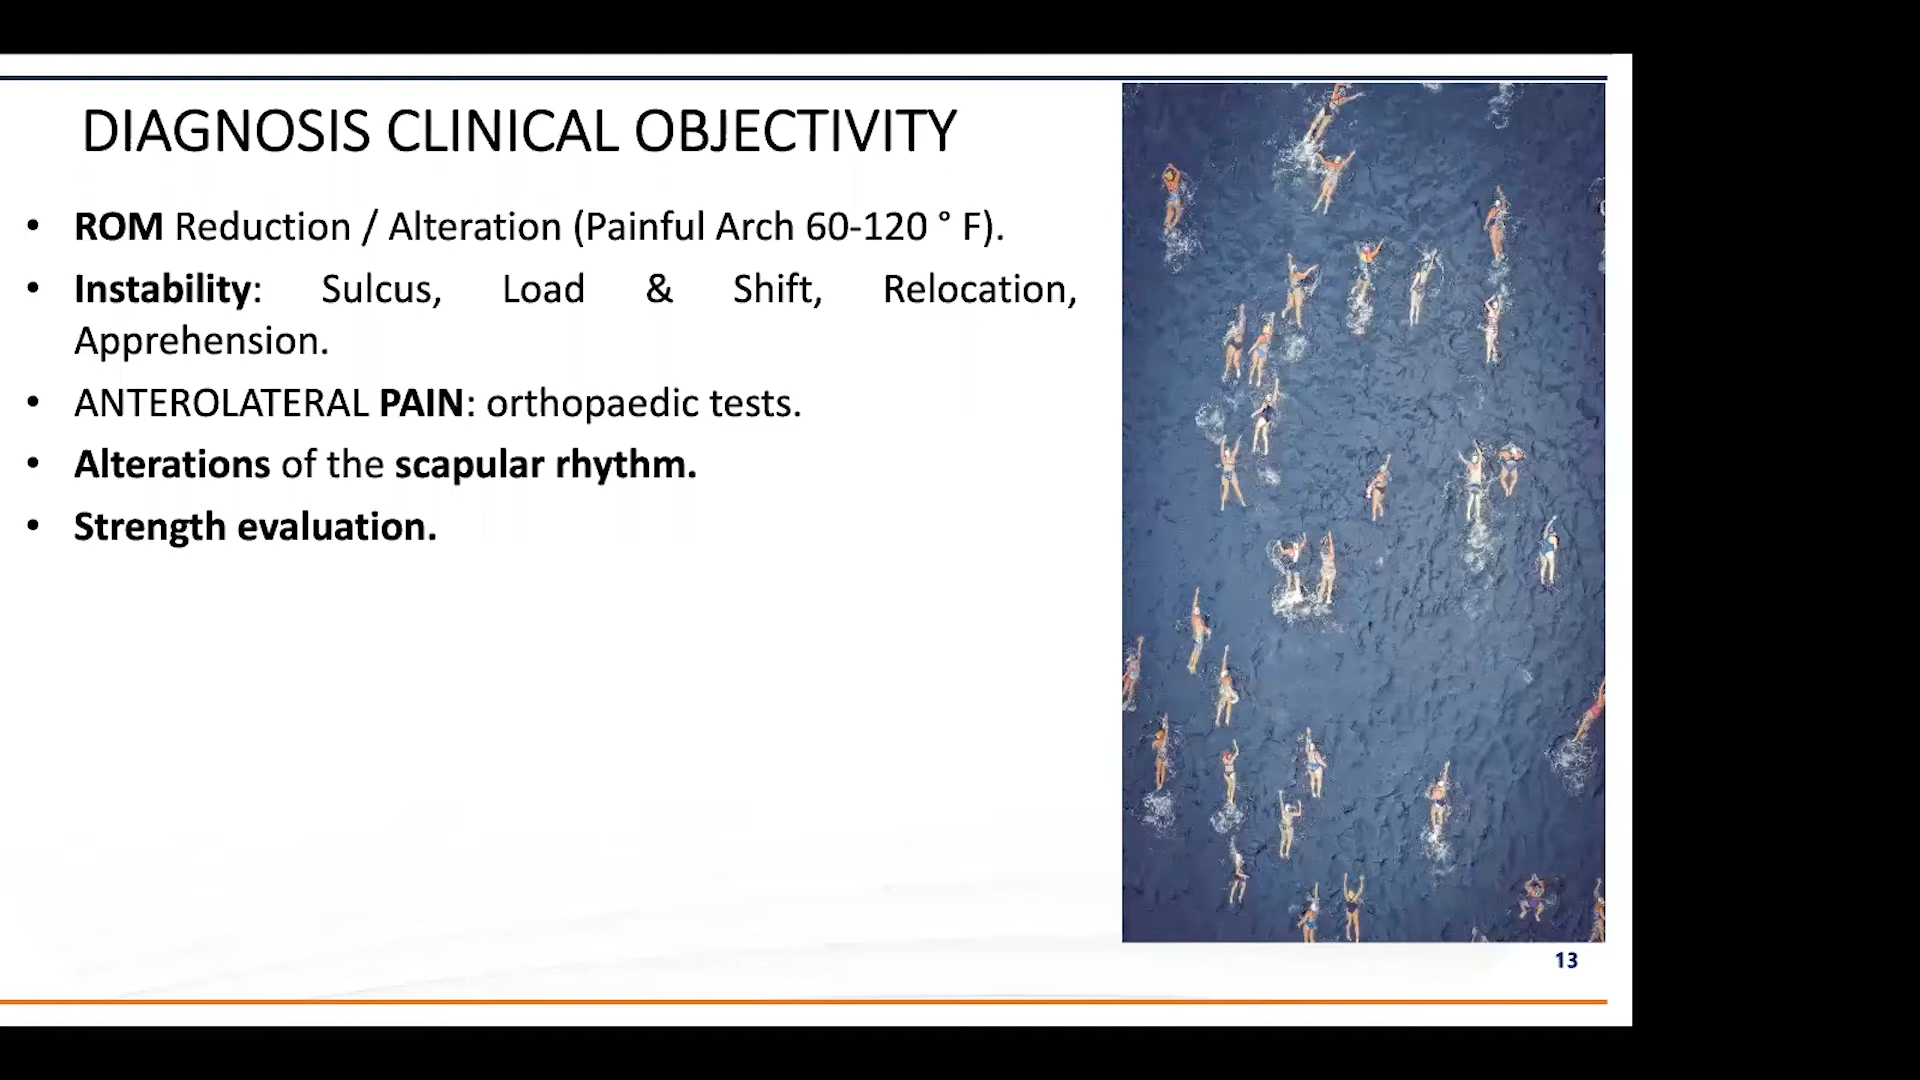 DIAGNOSIS CLINICAL OBJECTIVITY
• ROM Reduction / Alteration (Painful Arch 60-120 ° F).
• Instability: Sulcus, Load & Shift, Relocation,
Apprehension.
• ANTEROLATERAL PAIN: orthopaedic tests.
• Alterations of the scapular rhythm.
• Strength evaluation.
13